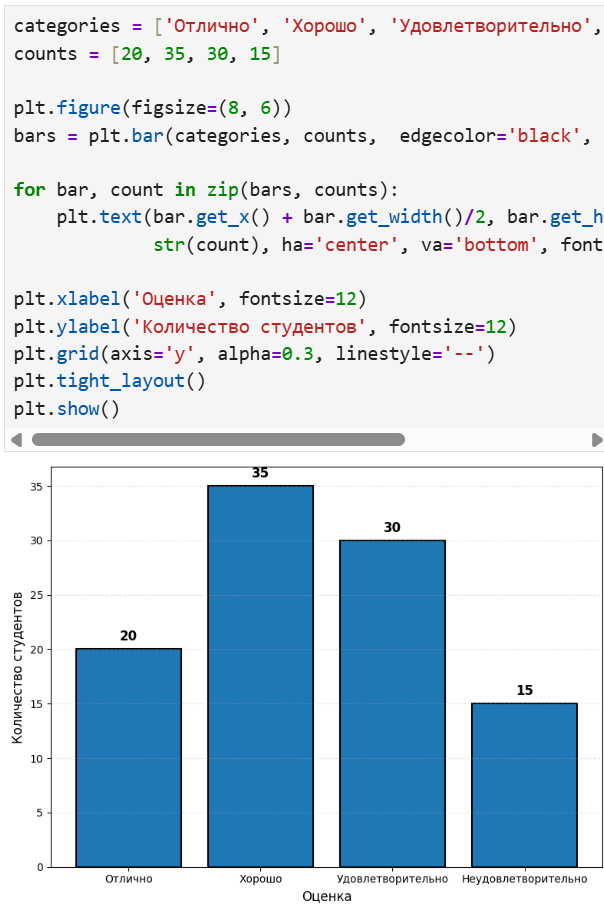 categories = ['Отлично', 'Хорошо', 'Удовлетворительно',
counts = [20, 35, 30, 15]
plt.figure(figsize=(8, 6))
bars = plt.bar(categories, counts,  edgecolor='black',
for bar, count in zip(bars, counts):
    plt.text(bar.get_x() + bar.get_width()/2, bar.get_h
             str(count), ha='center', va='bottom', font
plt.xlabel('Оценка', fontsize=12)
plt.ylabel('Количество студентов', fontsize=12)
plt.grid(axis='y', alpha=0.3, linestyle='--')
plt.tight_layout()
plt.show()
35
30
20
15
35
30
25
20
15
10
5
0
Количество студентов
Отлично Хорошо Удовлетворительно Неудовлетворительно
Оценка